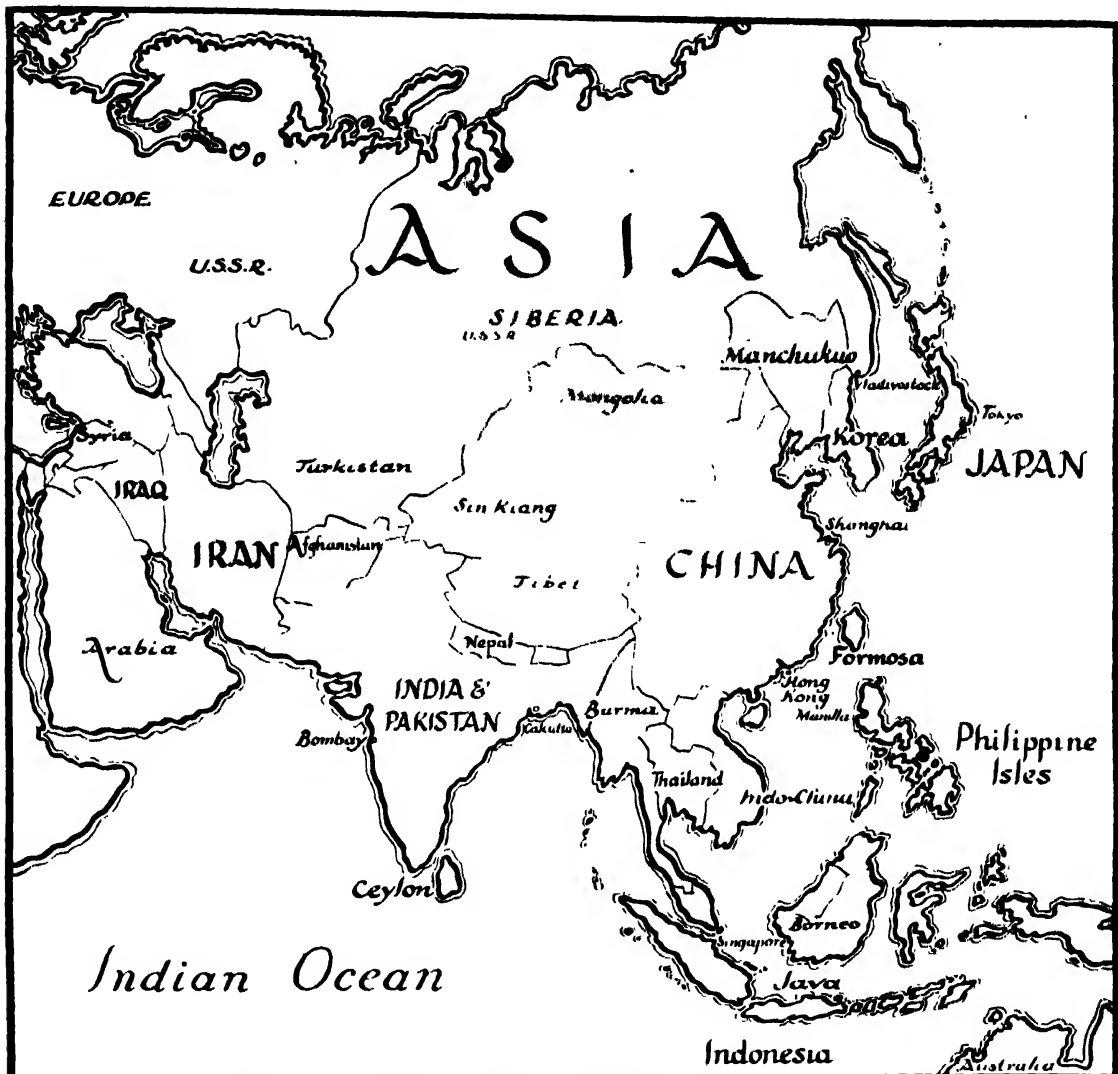 EUROPE
U.S.S.R.
ASIA
SIBERIA.
U.S.S.R
Manchukuo
Mongolia
Vladivostock
Tokyo
Syria
Korea
JAPAN
Turkistan
IRAQ
Sin Kiang
Shanghai
IRAN
Afghanistan
CHINA
Tibet
Arabia
Nepal
Formosa
Hong
Kong
INDIA &
PAKISTAN
Burma
Manilla
Bombay
Calcutta
Philippine
Isles
Thailand
Indo-China
Ceylon
Borneo
Singapore
Indian Ocean
Java
Indonesia
Australia